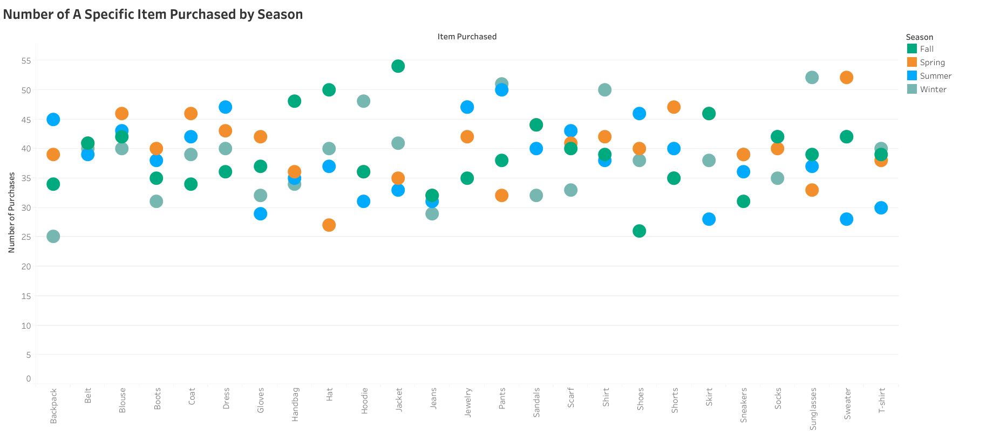 Number of A Specific Item Purchased by Season
Item Purchased
Season
Fall
Spring
Summer
Winter
Number of Purchases
55
50
45
40
35
30
25
20
15
10
5
0
Backpack
Belt
Blouse
Boots
Coat
Dress
Gloves
Handbag
Hat
Hoodie
Jacket
Jeans
Jewelry
Pants
Sandals
Scarf
Shirt
Shoes
Shorts
Skirt
Sneakers
Socks
Sunglasses
Sweater
T-shirt